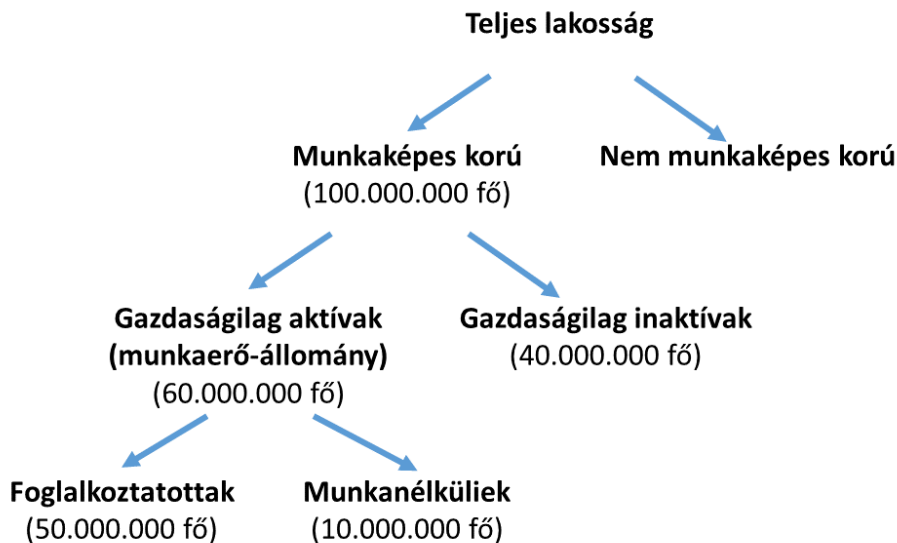 Teljes lakosság
Munkaképes korú
(100.000.000 fő)
Nem munkaképes korú
Gazdaságilag aktívak
(munkaerő-állomány)
(60.000.000 fő)
Gazdaságilag inaktívak
(40.000.000 fő)
Foglalkoztatottak
(50.000.000 fő)
Munkanélküliek
(10.000.000 fő)